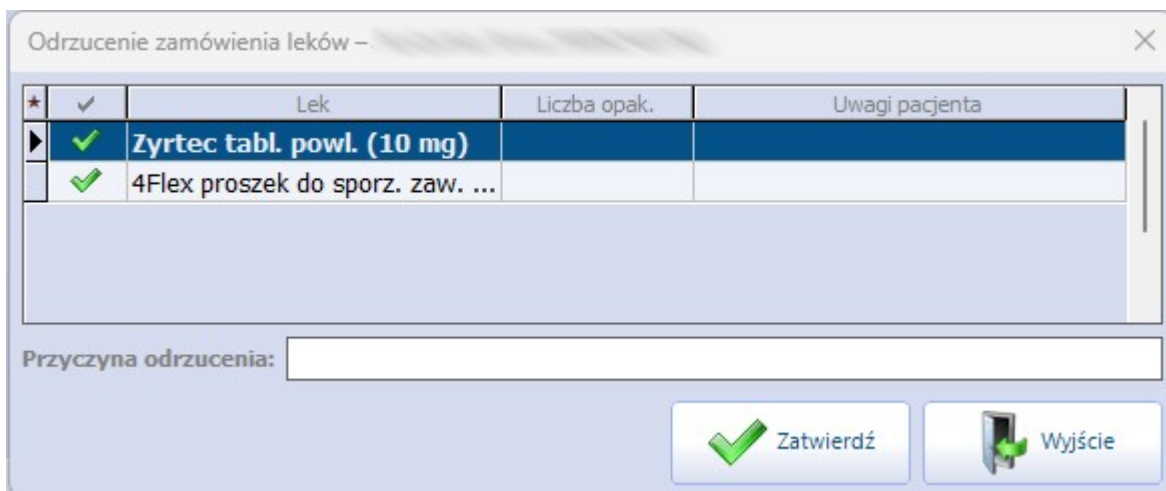 Odrzucenie zamówienia leków –
Lek Liczba opak. Uwagi pacjenta
Zyrtec tabl. powl. (10 mg)
4Flex proszek do sporz. zaw. ...
Przyczyna odrzucenia:
Zatwierdź Wyjście